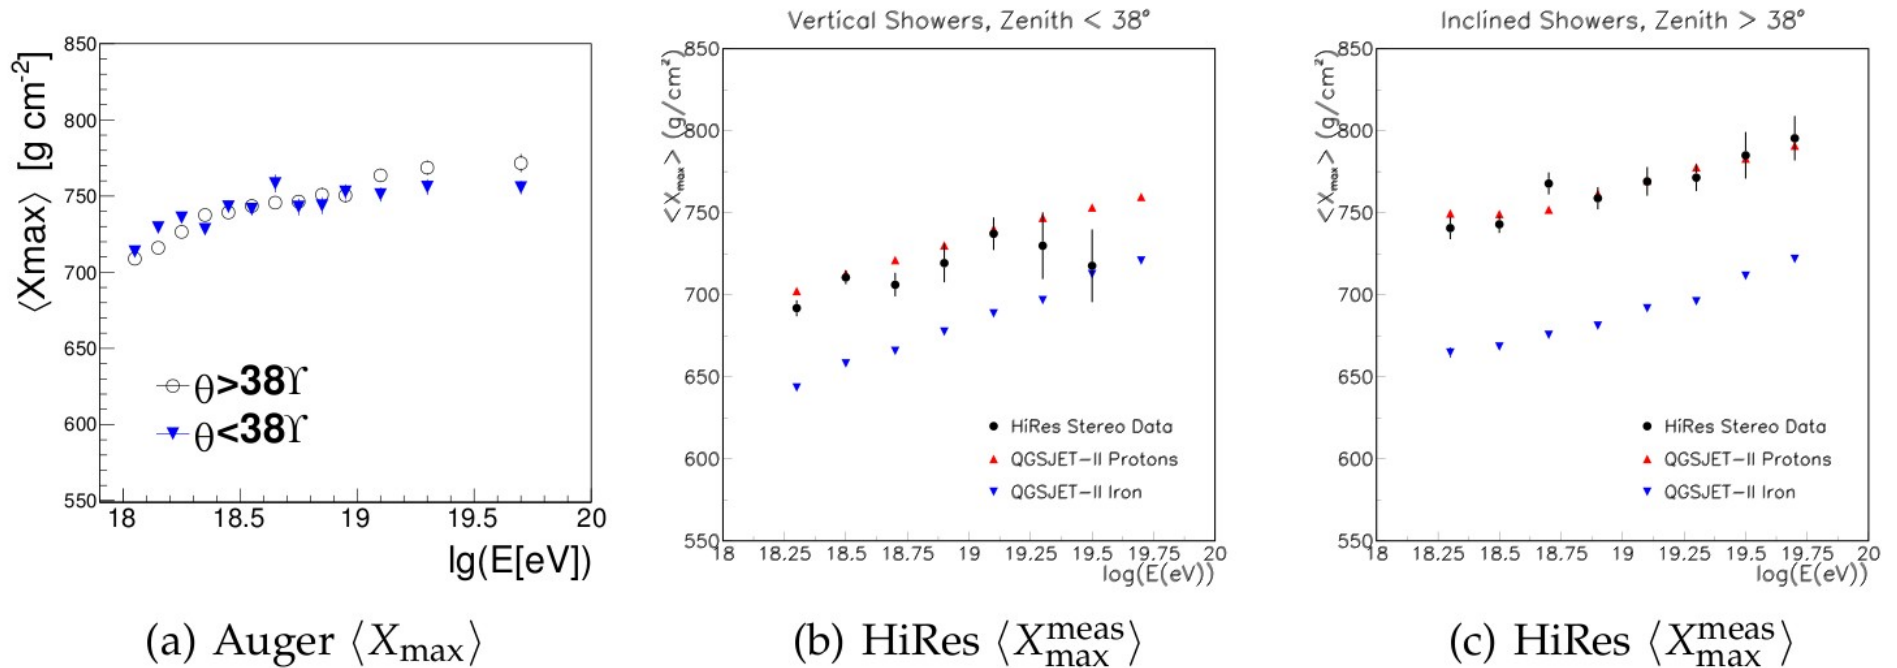 850
800
750
700
650
600
550
18
18.5
19
19.5
20
⟨Xmax⟩ [g cm⁻²]
lg(E[eV])
θ>38ϒ
θ<38ϒ
(a) Auger ⟨Xmax⟩
Vertical Showers, Zenith < 38°
850
800
750
700
650
600
550
18
18.25
18.5
18.75
19
19.25
19.5
19.75
20
<Xmax> (g/cm²)
log(E(eV))
HiRes Stereo Data
QGSJET-II Protons
QGSJET-II Iron
(b) HiRes ⟨X meas max⟩
Inclined Showers, Zenith > 38°
850
800
750
700
650
600
550
18
18.25
18.5
18.75
19
19.25
19.5
19.75
20
<Xmax> (g/cm²)
log(E(eV))
HiRes Stereo Data
QGSJET-II Protons
QGSJET-II Iron
(c) HiRes ⟨X meas max⟩